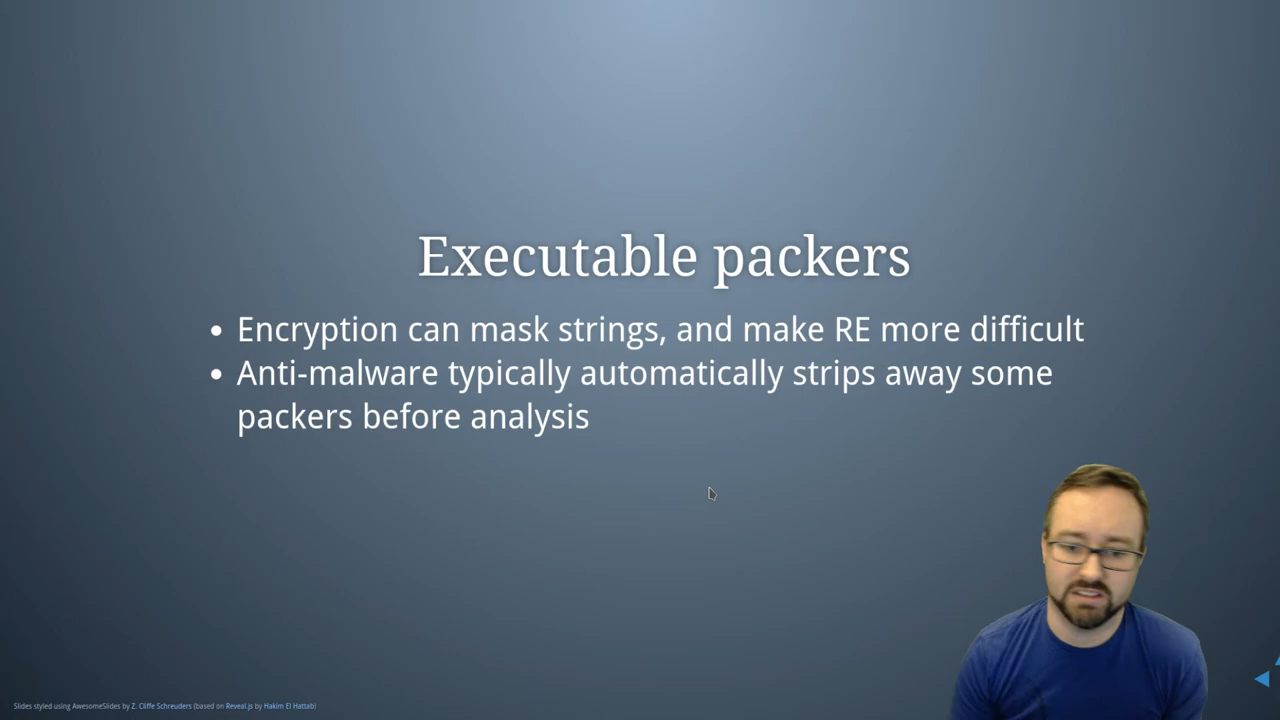 Executable packers
• Encryption can mask strings, and make RE more difficult
• Anti-malware typically automatically strips away some
packers before analysis
Slides styled using AwesomeSlides by Z. Cliffe Schreuders (based on Reveal.js by Hakim El Hattab)